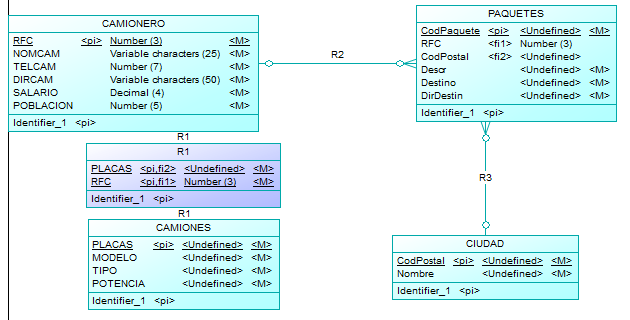 CAMIONERO
RFC <pi> Number (3) <M>
NOMCAM Variable characters (25) <M>
TELCAM Number (7) <M>
DIRCAM Variable characters (50) <M>
SALARIO Decimal (4) <M>
POBLACION Number (5) <M>
Identifier_1 <pi>
R2
PAQUETES
CodPaquete <pi> <Undefined> <M>
RFC <fi1> Number (3)
CodPostal <fi2> <Undefined>
Descr <Undefined> <M>
Destino <Undefined> <M>
DirDestin <Undefined> <M>
Identifier_1 <pi>
R1
R1
PLACAS <pi,fi2> <Undefined> <M>
RFC <pi,fi1> Number (3) <M>
Identifier_1 <pi>
R1
CAMIONES
PLACAS <pi> <Undefined> <M>
MODELO <Undefined> <M>
TIPO <Undefined> <M>
POTENCIA <Undefined> <M>
Identifier_1 <pi>
R3
CIUDAD
CodPostal <pi> <Undefined> <M>
Nombre <Undefined> <M>
Identifier_1 <pi>